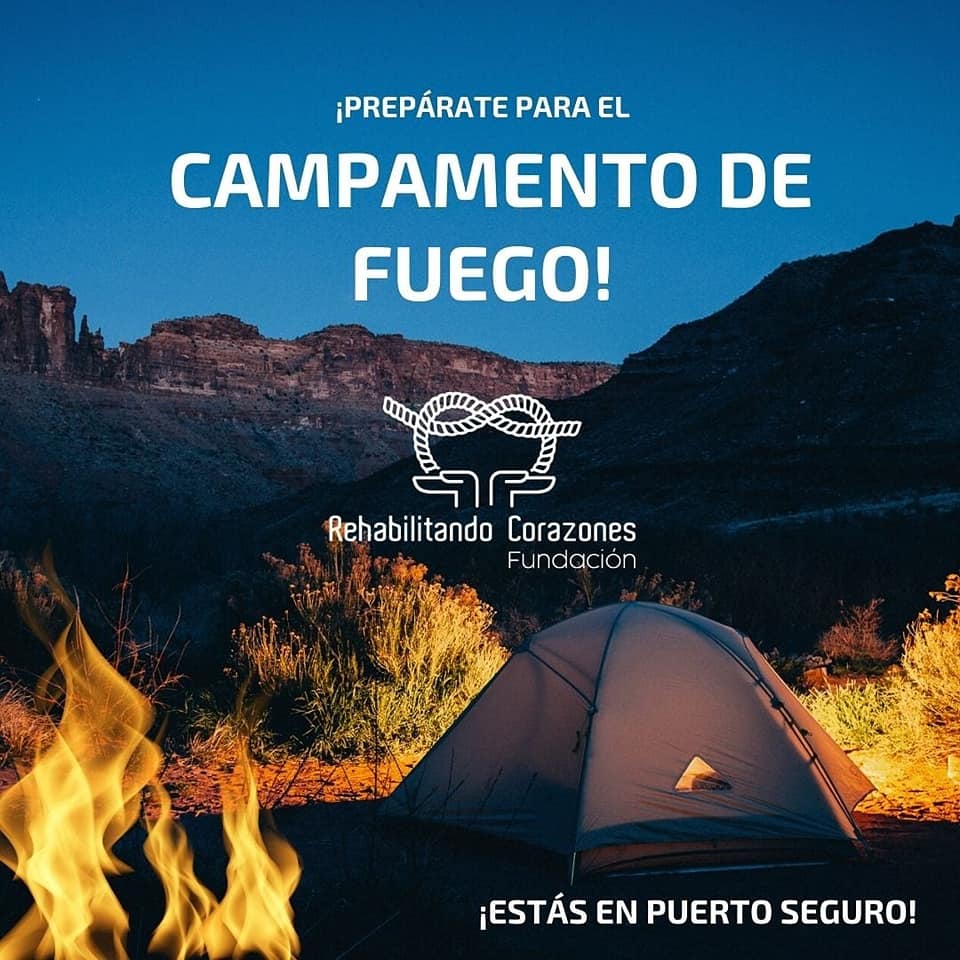 ¡PREPÁRATE PARA EL
CAMPAMENTO DE
FUEGO!
Rehabilitando Corazones
Fundación
¡ESTÁS EN PUERTO SEGURO!